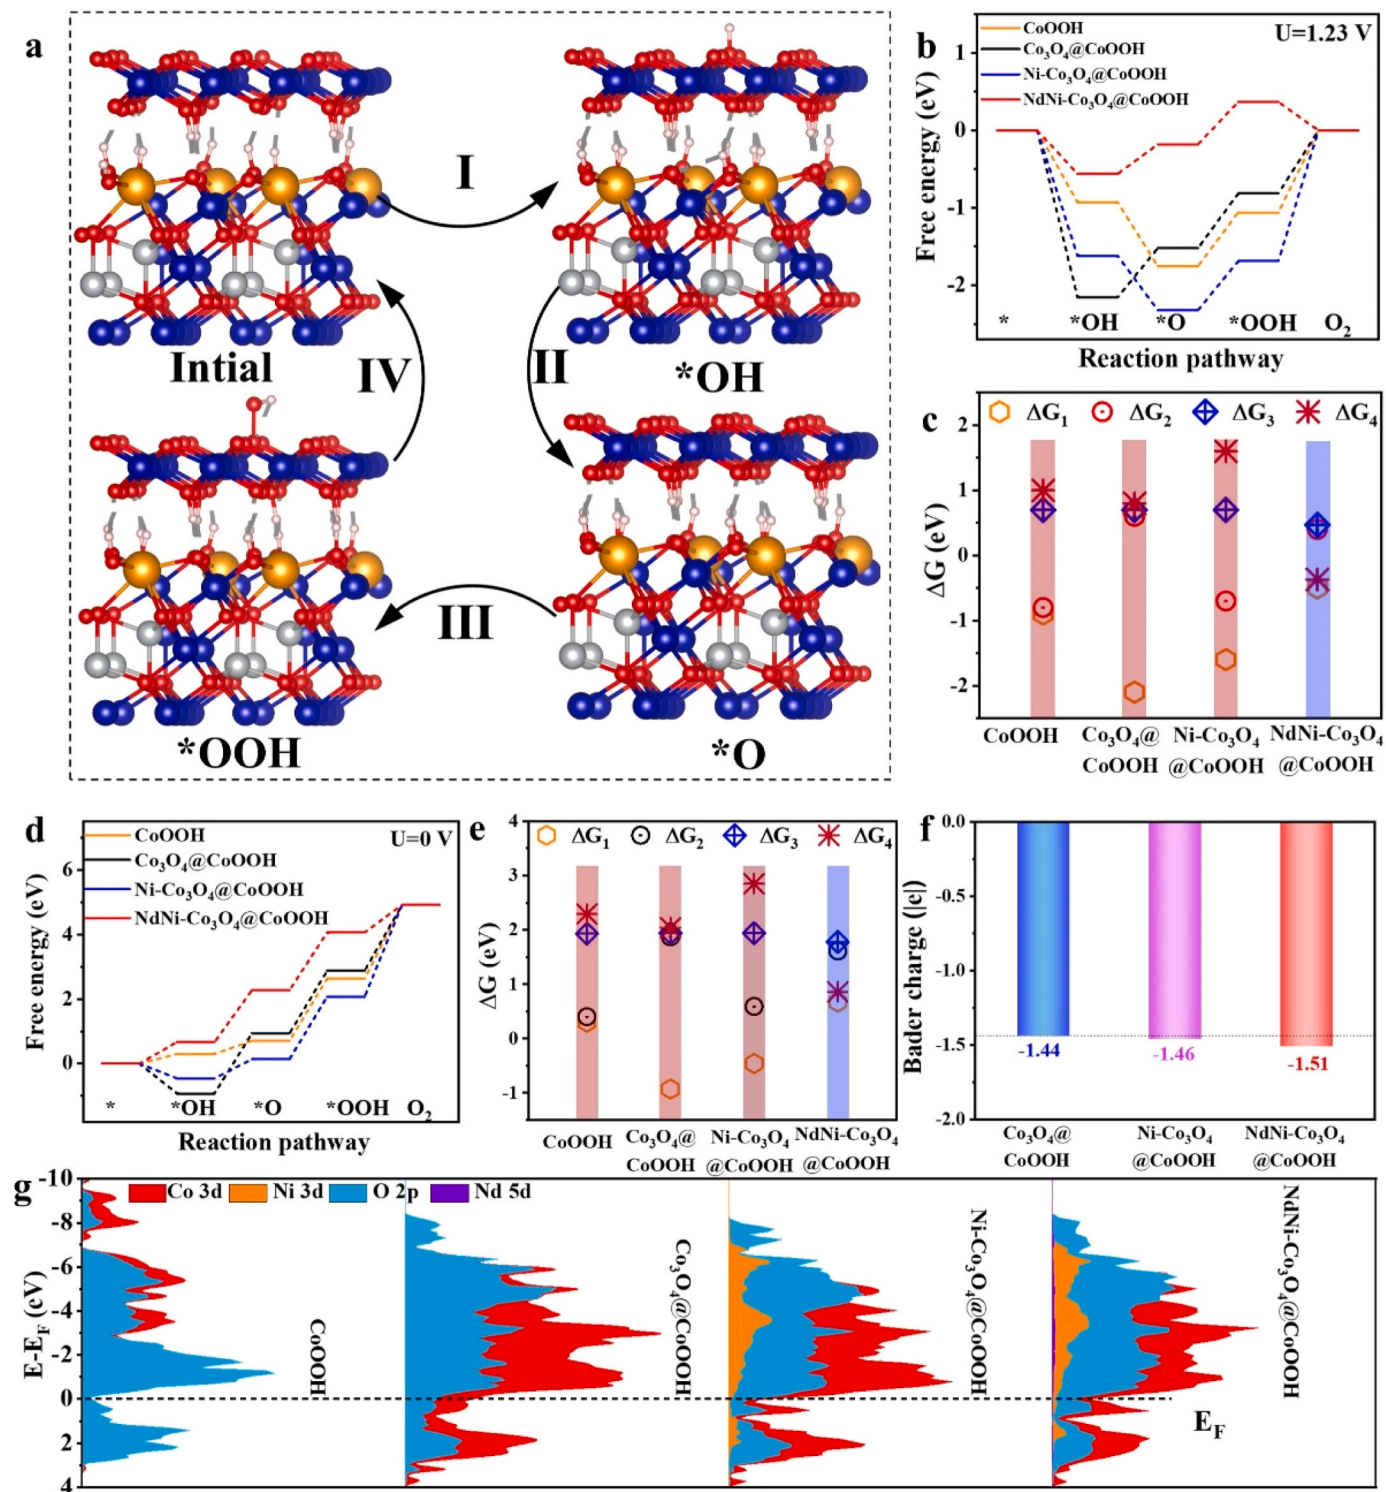 a
I
II
III
IV
Intial
*OH
*OOH
*O
b
CoOOH
Co₃O₄@CoOOH
Ni-Co₃O₄@CoOOH
NdNi-Co₃O₄@CoOOH
U=1.23 V
Free energy (eV)
1
0
-1
-2
* *OH *O *OOH O₂
Reaction pathway
c
ΔG₁ ΔG₂ ΔG₃ ΔG₄
ΔG (eV)
2
1
0
-1
-2
CoOOH
Co₃O₄@
CoOOH
Ni-Co₃O₄
@CoOOH
NdNi-Co₃O₄
@CoOOH
d
CoOOH
Co₃O₄@CoOOH
Ni-Co₃O₄@CoOOH
NdNi-Co₃O₄@CoOOH
U=0 V
Free energy (eV)
6
4
2
0
* *OH *O *OOH O₂
Reaction pathway
e
ΔG₁ ΔG₂ ΔG₃ ΔG₄
ΔG (eV)
4
3
2
1
0
-1
CoOOH
Co₃O₄@
CoOOH
Ni-Co₃O₄
@CoOOH
NdNi-Co₃O₄
@CoOOH
f
Bader charge (|e|)
0.0
-0.5
-1.0
-1.5
-2.0
-1.44
-1.46
-1.51
Co₃O₄@
CoOOH
Ni-Co₃O₄
@CoOOH
NdNi-Co₃O₄
@CoOOH
g
Co 3d Ni 3d O 2p Nd 5d
E-E_F (eV)
-10
-8
-6
-4
-2
0
2
4
CoOOH
Co₃O₄@CoOOH
Ni-Co₃O₄@CoOOH
NdNi-Co₃O₄@CoOOH
E_F